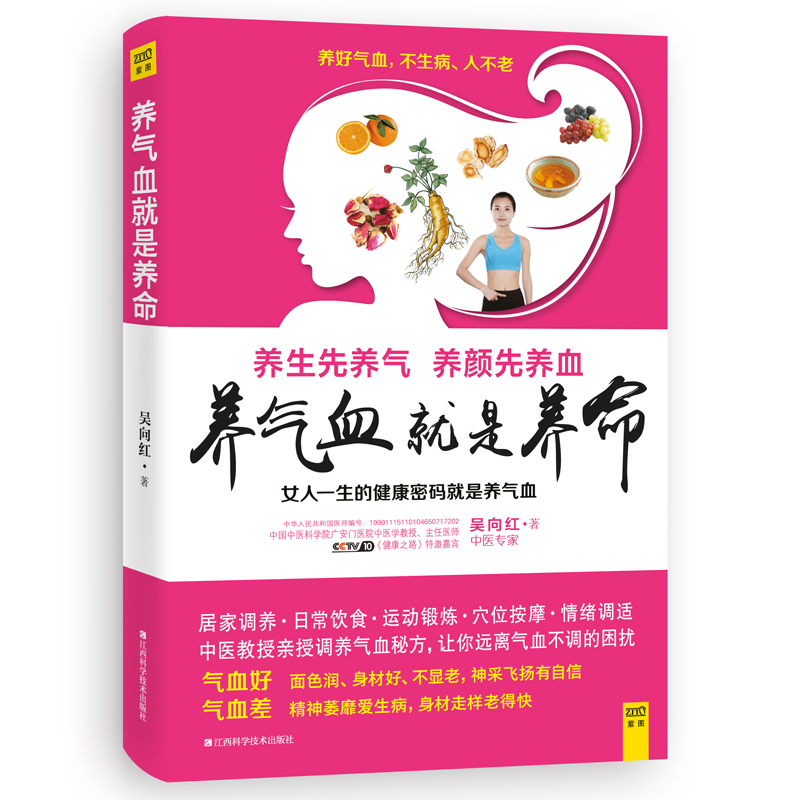 ZITO
紫图
养气血就是养命
吴向红·著
江西科学技术出版社
养好气血，不生病、人不老
养生先养气 养颜先养血
养气血就是养命
女人一生的健康密码就是养气血
中华人民共和国医师编号：19991115110104650717202
中国中医科学院广安门医院中医学教授、主任医师
CCTV 10《健康之路》特邀嘉宾
吴向红·著
中医专家
居家调养·日常饮食·运动锻炼·穴位按摩·情绪调适
中医教授亲授调养气血秘方，让你远离气血不调的困扰
气血好 面色润、身材好、不显老，神采飞扬有自信
气血差 精神萎靡爱生病，身材走样老得快
江西科学技术出版社
ZITO
紫图